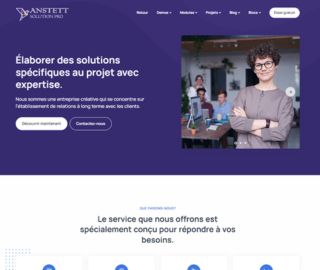 ANSTETT
SOLUTION PRO
Retour
Demos
Modules
Projets
Blog
Blocs
Essai gratuit
Élaborer des solutions
spécifiques au projet avec
expertise.
Nous sommes une entreprise créative qui se concentre sur
l'établissement de relations à long terme avec les clients.
Découvrir maintenant
Contactez-nous
QUE FAISONS-NOUS?
Le service que nous offrons est
spécialement conçu pour répondre à vos
besoins.